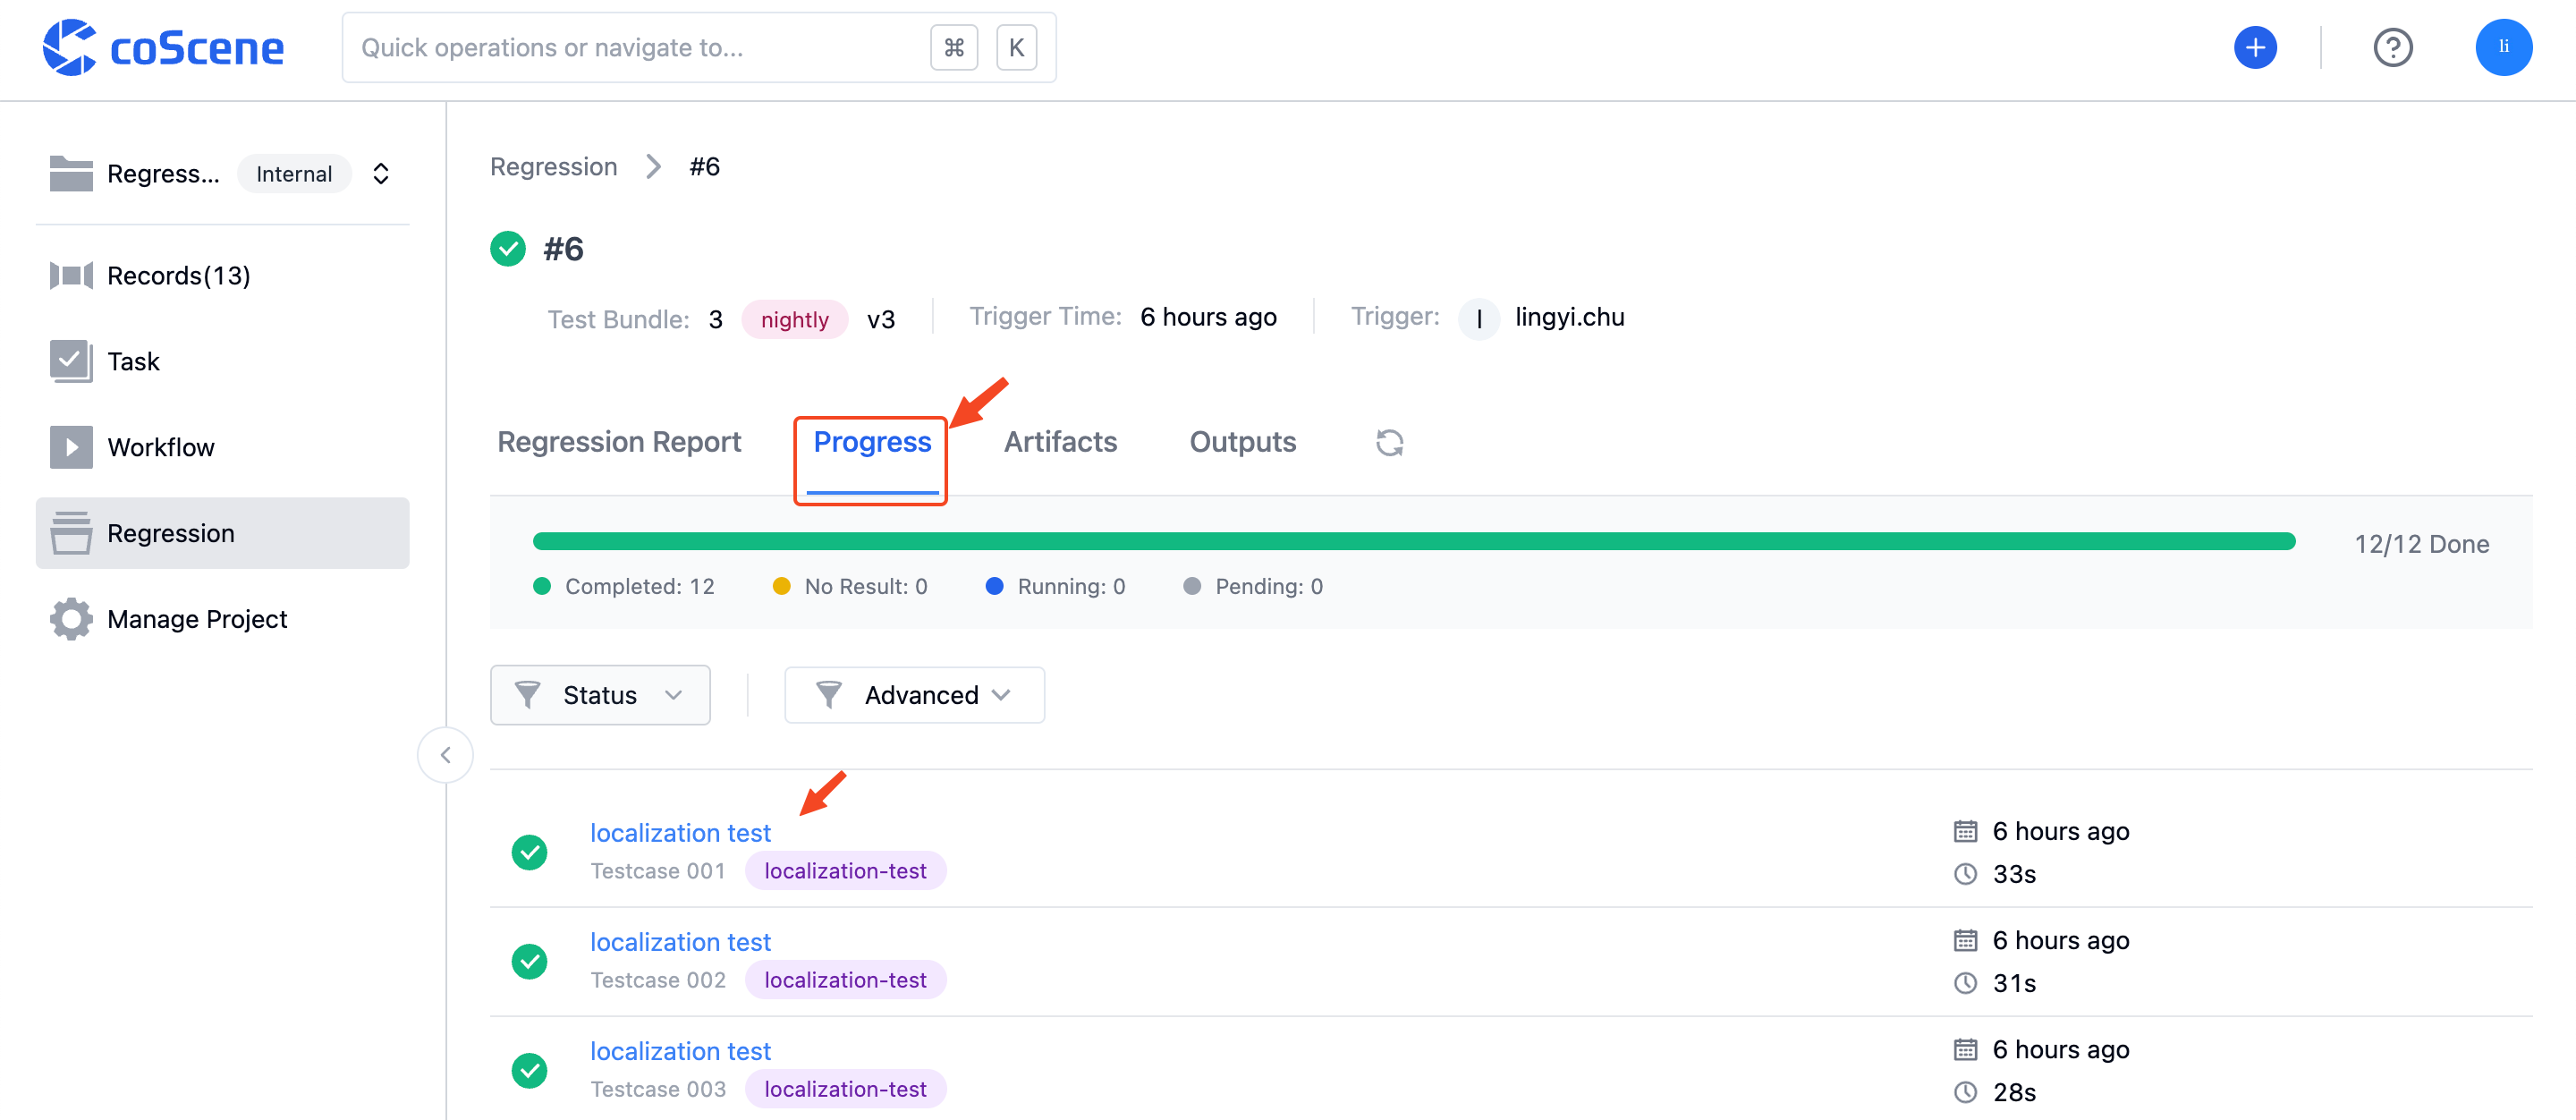 coScene
Quick operations or navigate to... ⌘ K
li
Regress... Internal
Records(13)
Task
Workflow
Regression
Manage Project
Regression > #6
#6
Test Bundle: 3 nightly v3 Trigger Time: 6 hours ago Trigger: l lingyi.chu
Regression Report Progress Artifacts Outputs
12/12 Done
Completed: 12 No Result: 0 Running: 0 Pending: 0
Status Advanced
localization test 6 hours ago
Testcase 001 localization-test 33s
localization test 6 hours ago
Testcase 002 localization-test 31s
localization test 6 hours ago
Testcase 003 localization-test 28s